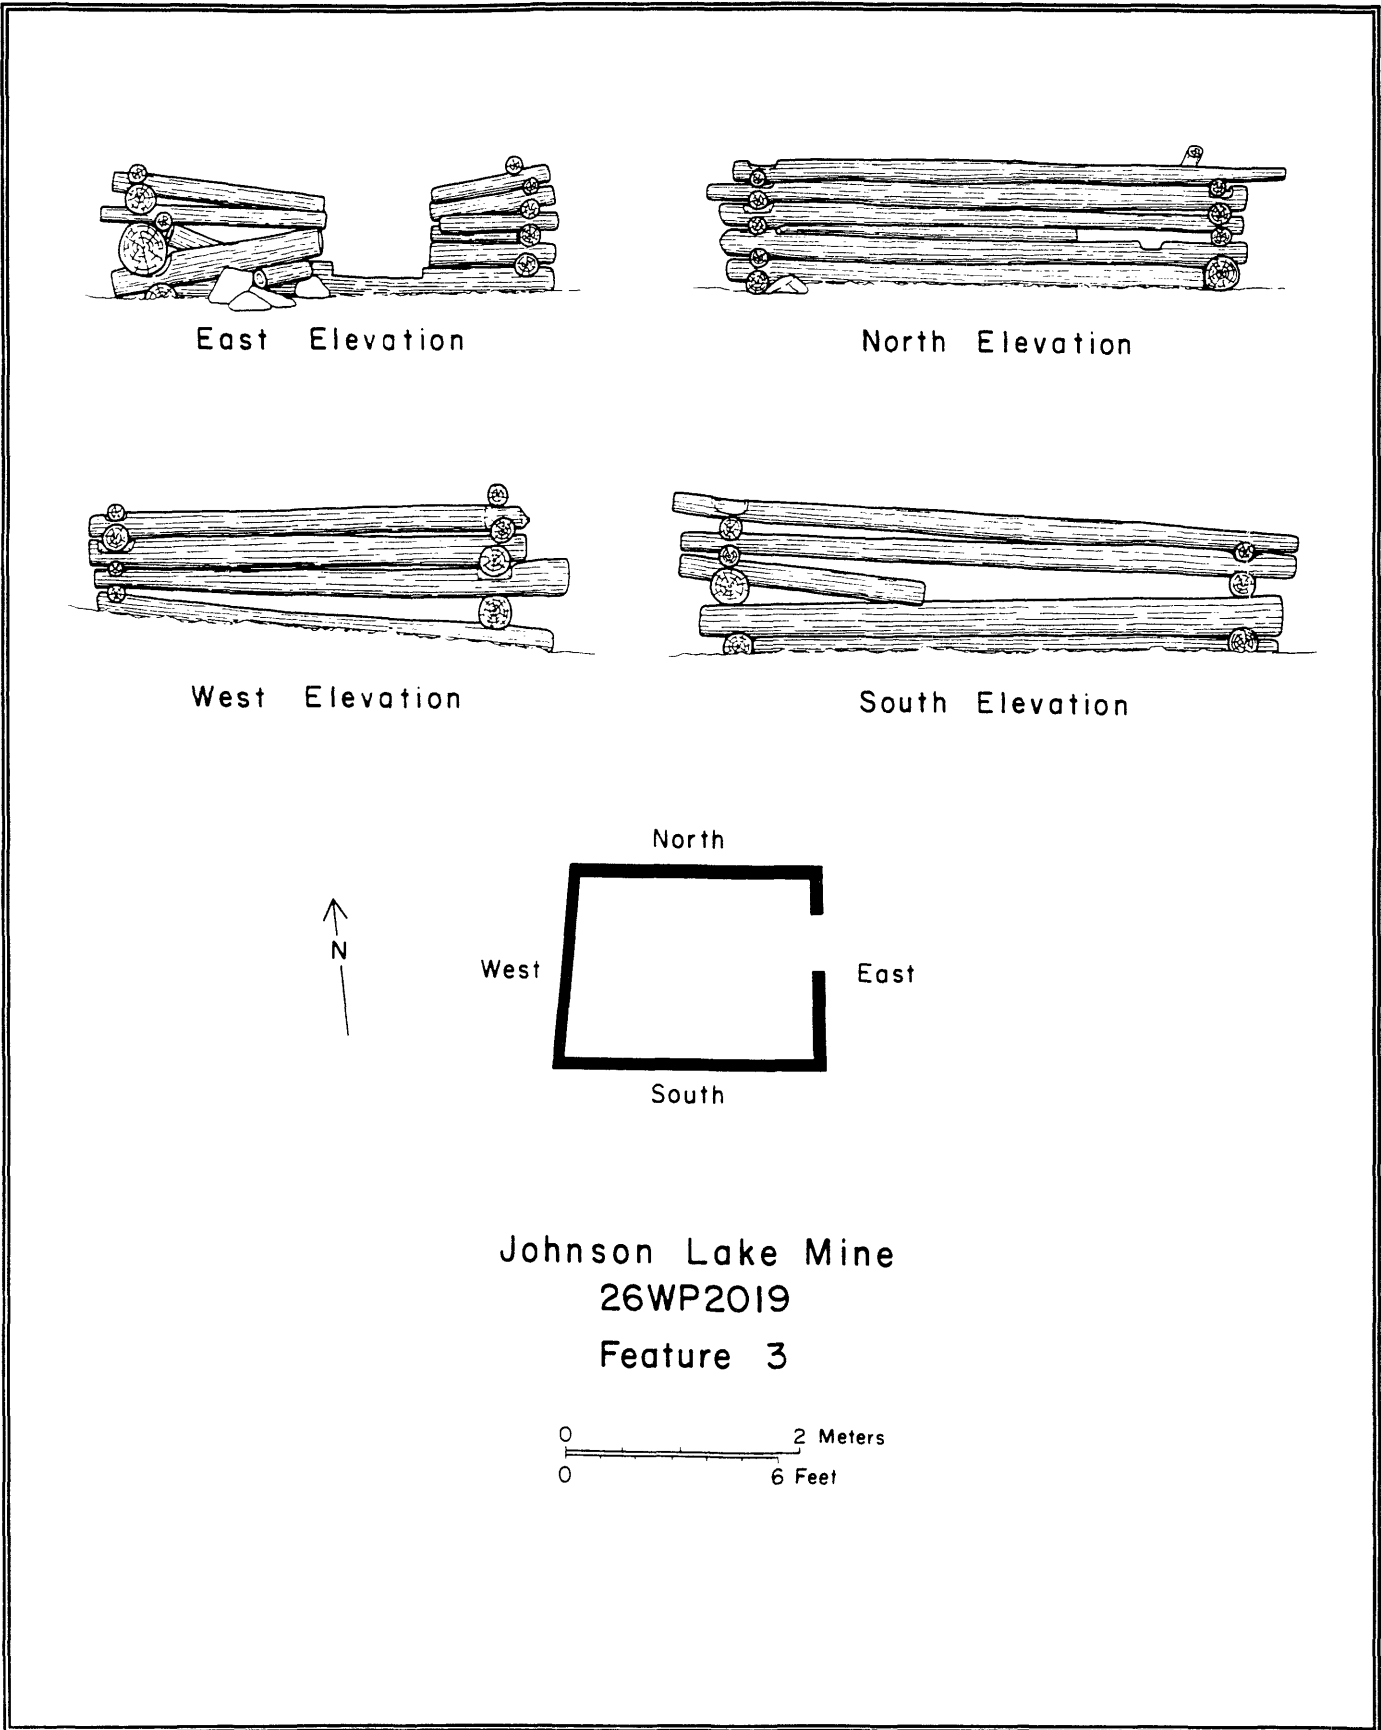 East Elevation
North Elevation
West Elevation
South Elevation
North
N
West
East
South
Johnson Lake Mine
26WP2019
Feature 3
0 2 Meters
0 6 Feet